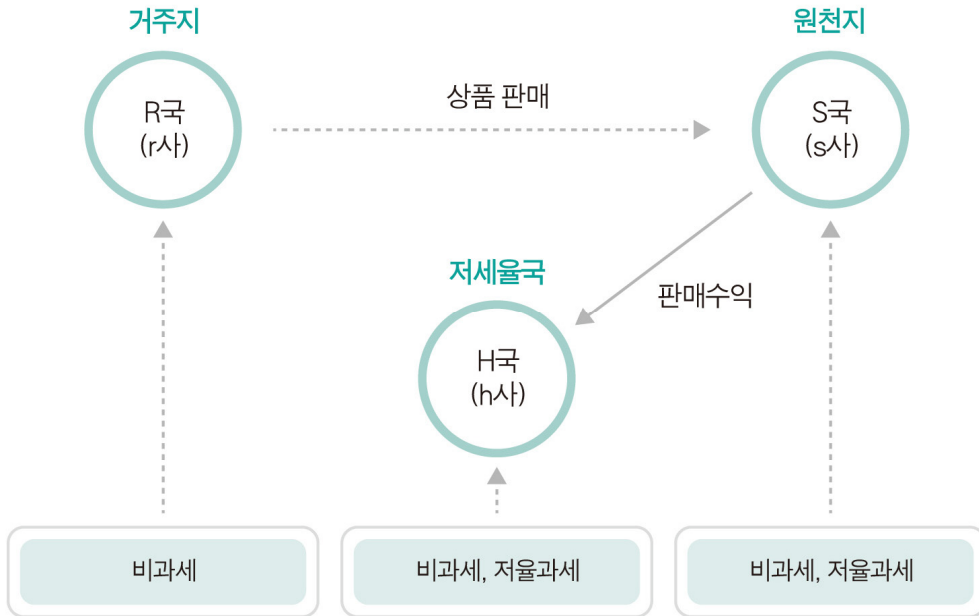 거주지
원천지
R국
(r사)
상품 판매
S국
(s사)
저세율국
판매수익
H국
(h사)
비과세
비과세, 저율과세
비과세, 저율과세